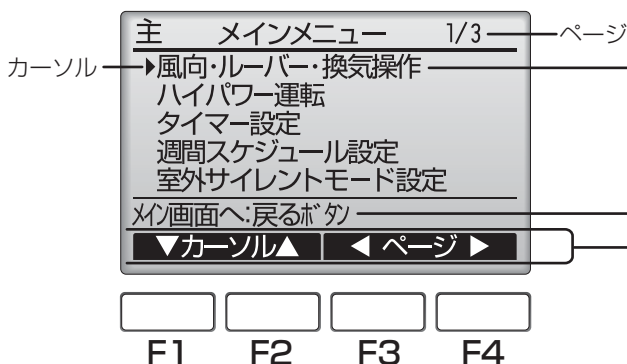 主 メインメニュー 1/3
ページ
カーソル
▶風向・ルーバー・換気操作
ハイパワー運転
タイマー設定
週間スケジュール設定
室外サイレントモード設定
メイン画面へ:戻るボタン
▼カーソル▲ ◀ ページ ▶
F1 F2 F3 F4